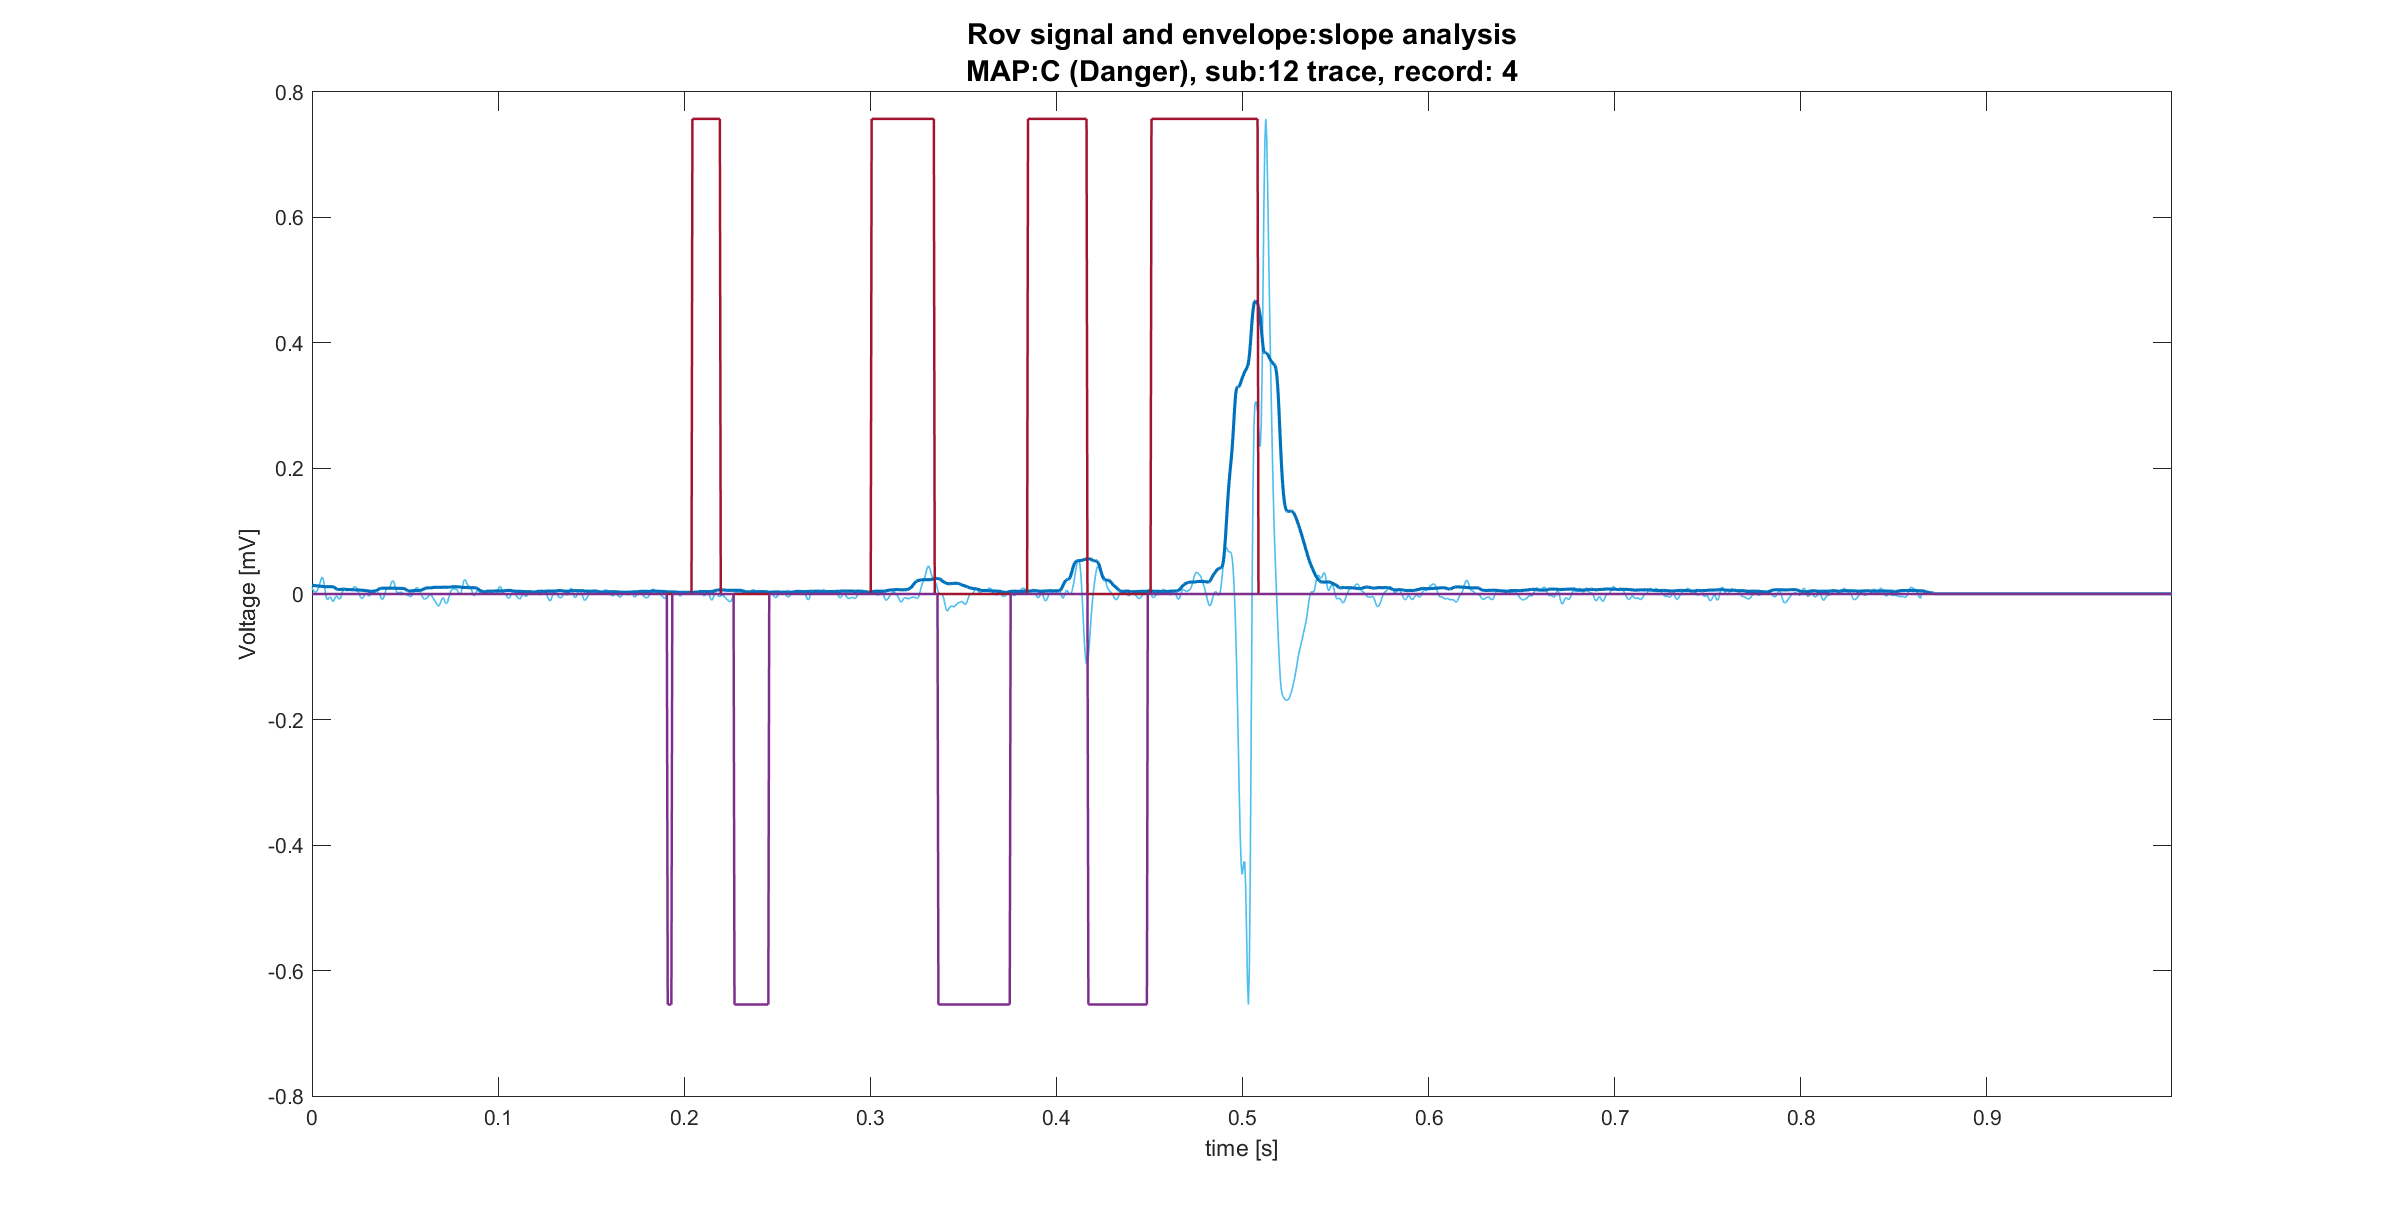 Rov signal and envelope:slope analysis
MAP:C (Danger), sub:12 trace, record: 4
0.8
0.6
0.4
0.2
0
-0.2
-0.4
-0.6
-0.8
Voltage [mV]
0 0.1 0.2 0.3 0.4 0.5 0.6 0.7 0.8 0.9
time [s]